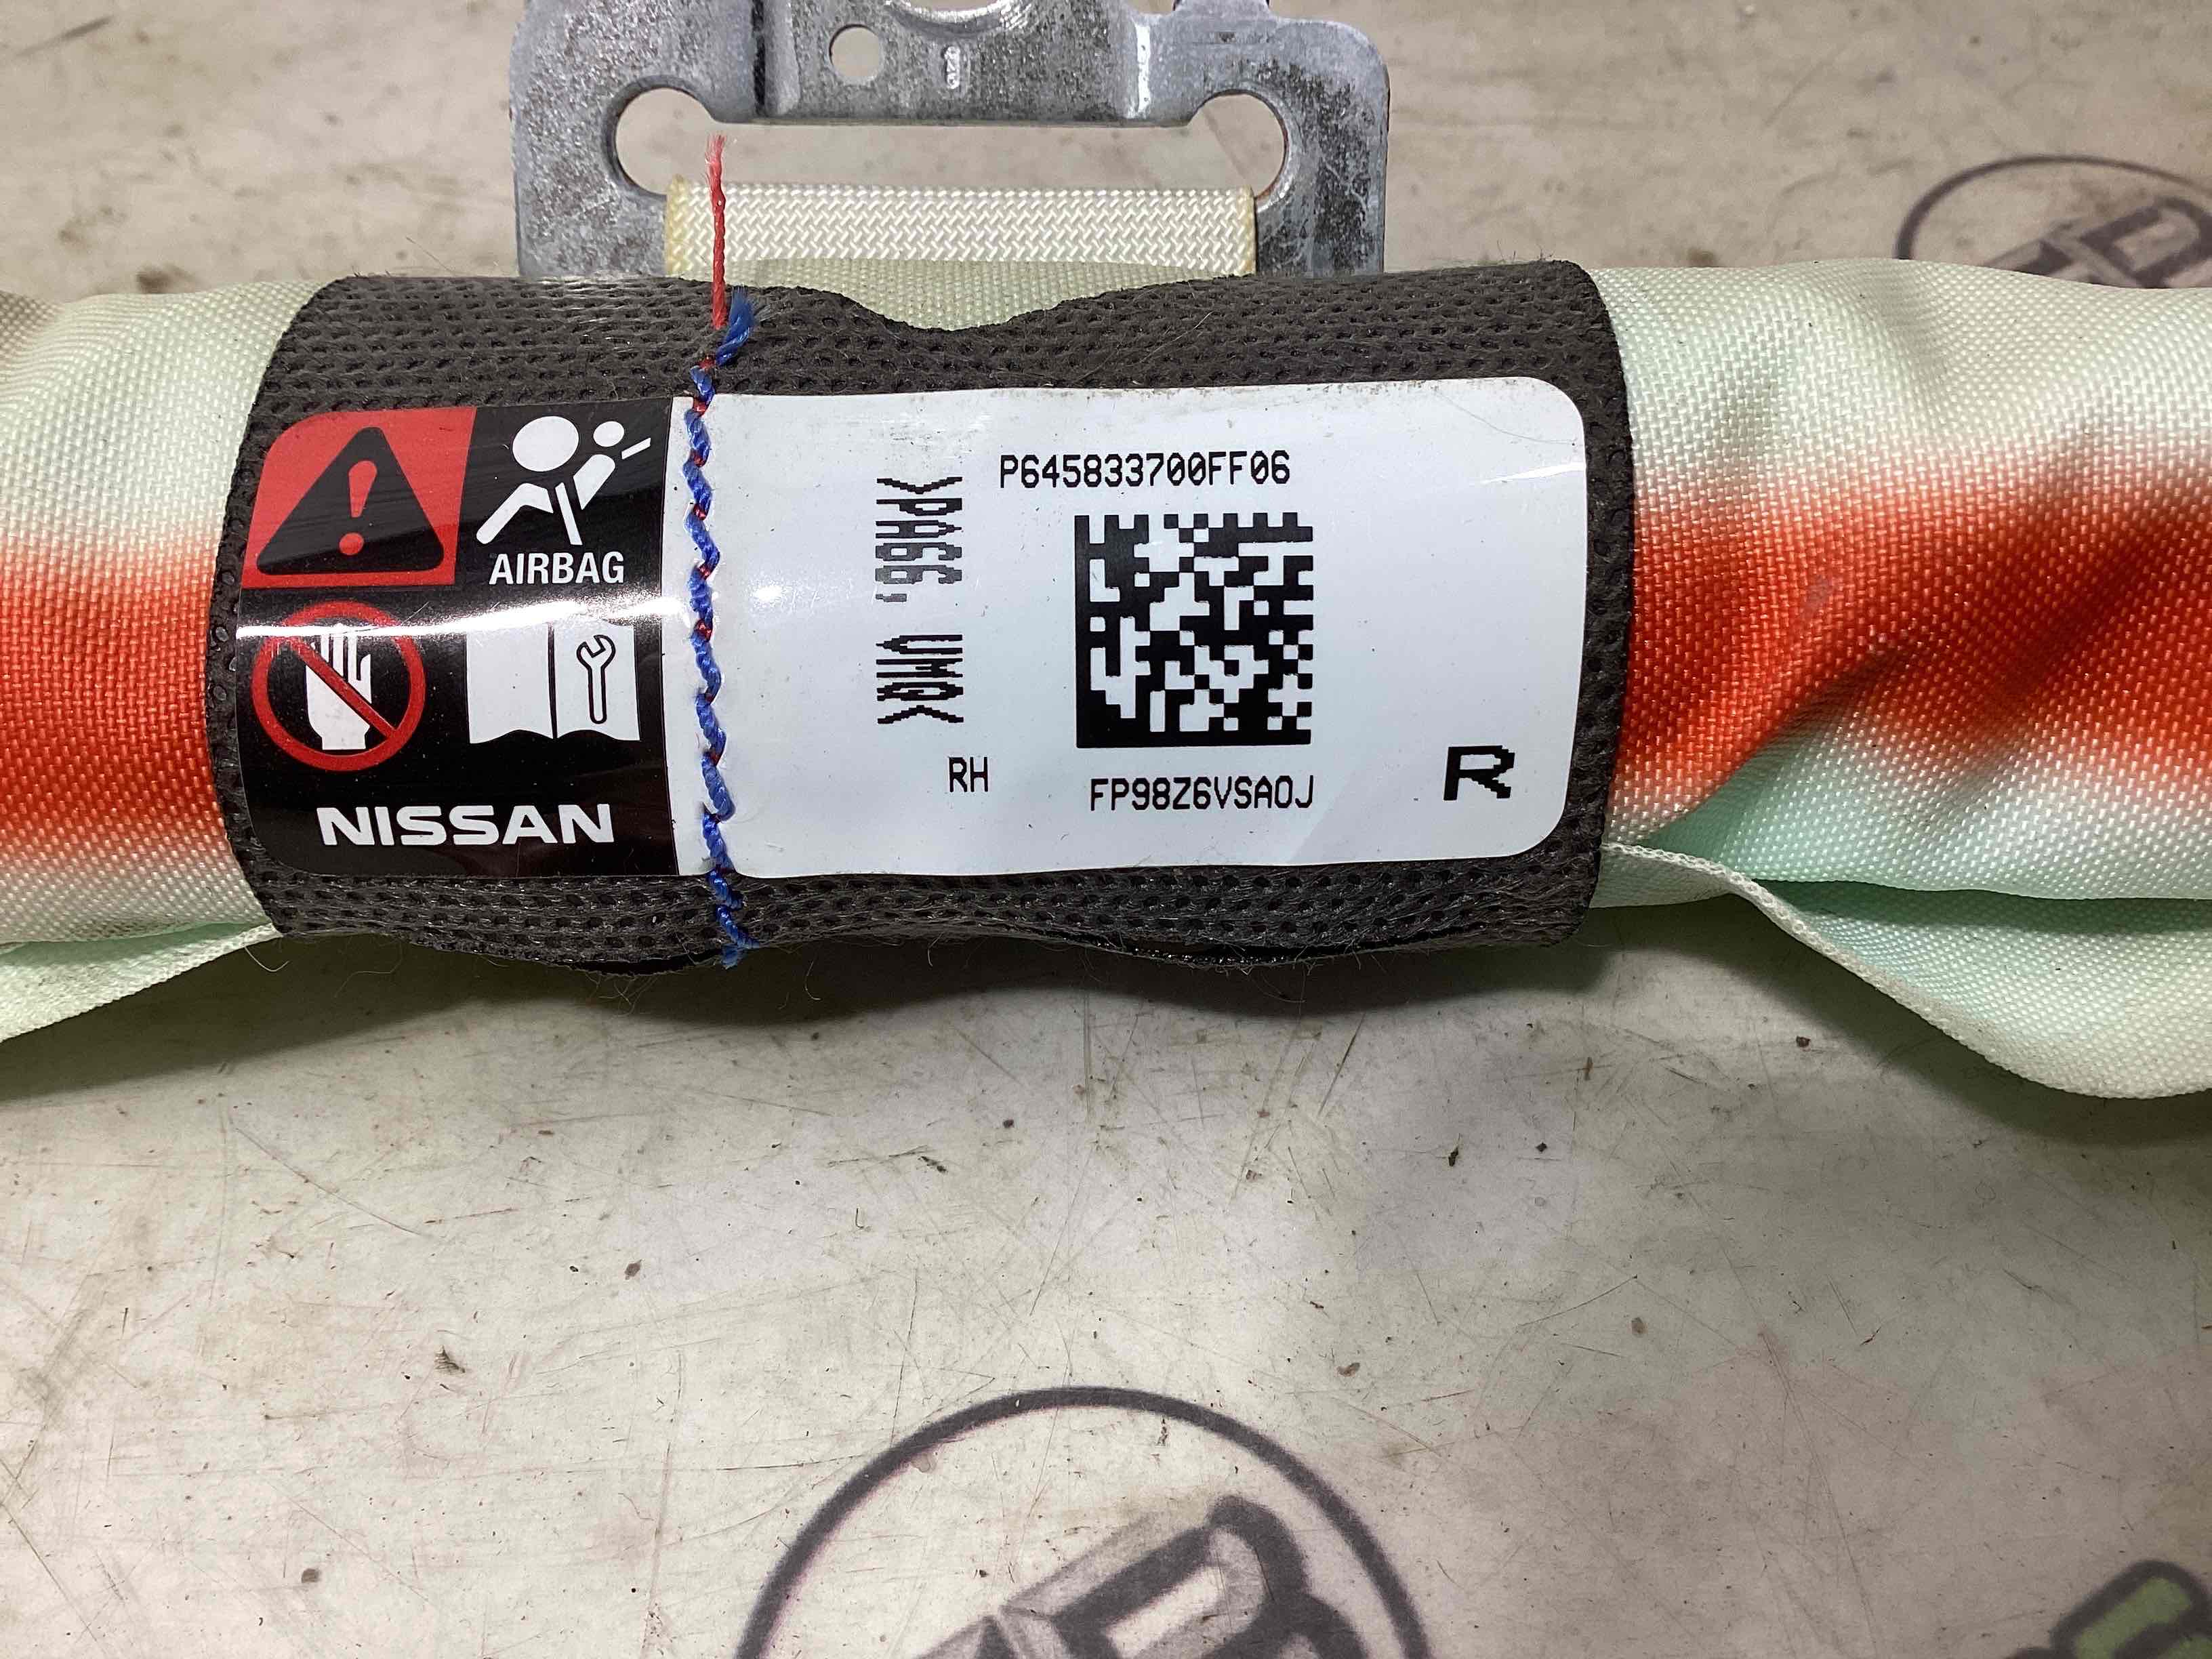 AIRBAG
NISSAN
P645833700FF06
>PA66, VMQ<
RH
FP98Z6VSA0J
R